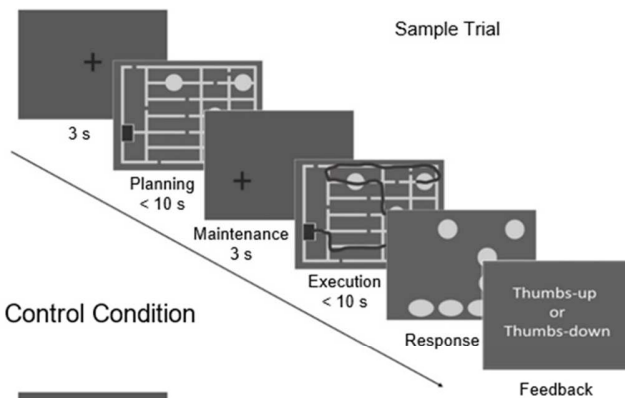 Sample Trial
3 s
Planning
< 10 s
Maintenance
3 s
Execution
< 10 s
Response
Thumbs-up
or
Thumbs-down
Feedback
Control Condition